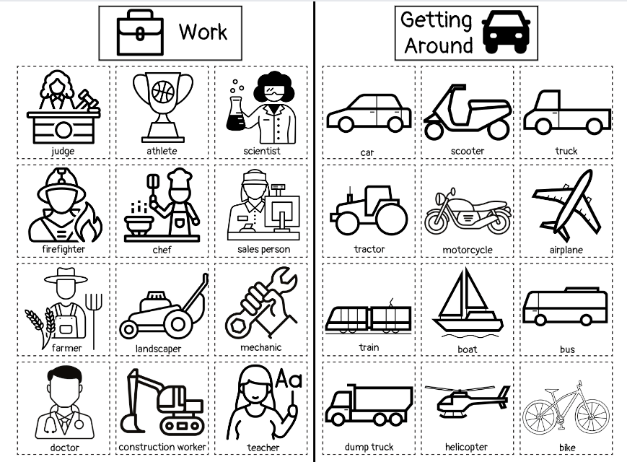 Work
Getting
Around
judge
athlete
scientist
car
scooter
truck
firefighter
chef
sales person
tractor
motorcycle
airplane
farmer
landscaper
mechanic
train
boat
bus
doctor
construction worker
Aa
teacher
dump truck
helicopter
bike